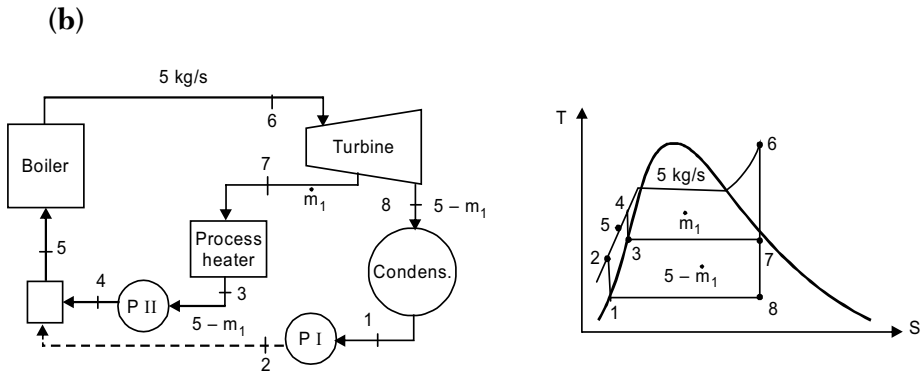 (b)
5 kg/s
6
Turbine
Boiler
7
ṁ1
8
5 – m1
Process
heater
Condens.
5
4
3
P II
5 – m1
1
P I
2
T
6
5 kg/s
4
ṁ1
5
2
3
7
5 – ṁ1
1
8
S